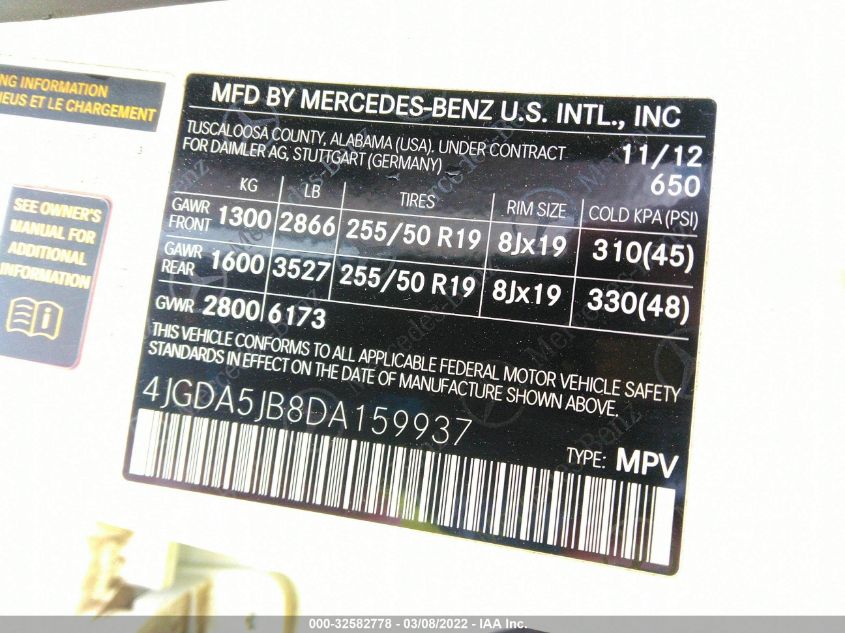 NG INFORMATION
EUS ET LE CHARGEMENT
SEE OWNER'S
MANUAL FOR
ADDITIONAL
INFORMATION
MFD BY MERCEDES-BENZ U.S. INTL., INC
TUSCALOOSA COUNTY, ALABAMA (USA). UNDER CONTRACT
FOR DAIMLER AG, STUTTGART (GERMANY)
11/12
650
KG LB TIRES RIM SIZE COLD KPA (PSI)
GAWR FRONT 1300 2866 255/50 R19 8Jx19 310(45)
GAWR REAR 1600 3527 255/50 R19 8Jx19 330(48)
GVWR 2800 6173
THIS VEHICLE CONFORMS TO ALL APPLICABLE FEDERAL MOTOR VEHICLE SAFETY
STANDARDS IN EFFECT ON THE DATE OF MANUFACTURE SHOWN ABOVE.
4JGDA5JB8DA159937
TYPE: MPV
000-32582778 - 03/08/2022 - IAA Inc.